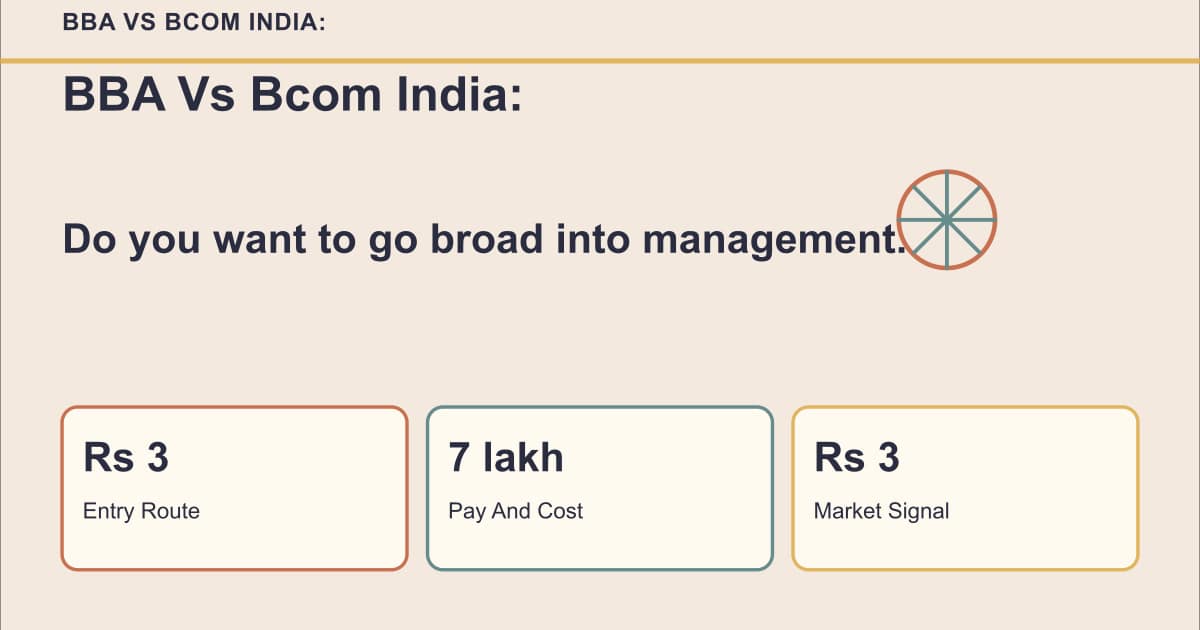 BBA VS BCOM INDIA:
BBA Vs Bcom India:
Do you want to go broad into management.
Rs 3
Entry Route
7 lakh
Pay And Cost
Rs 3
Market Signal